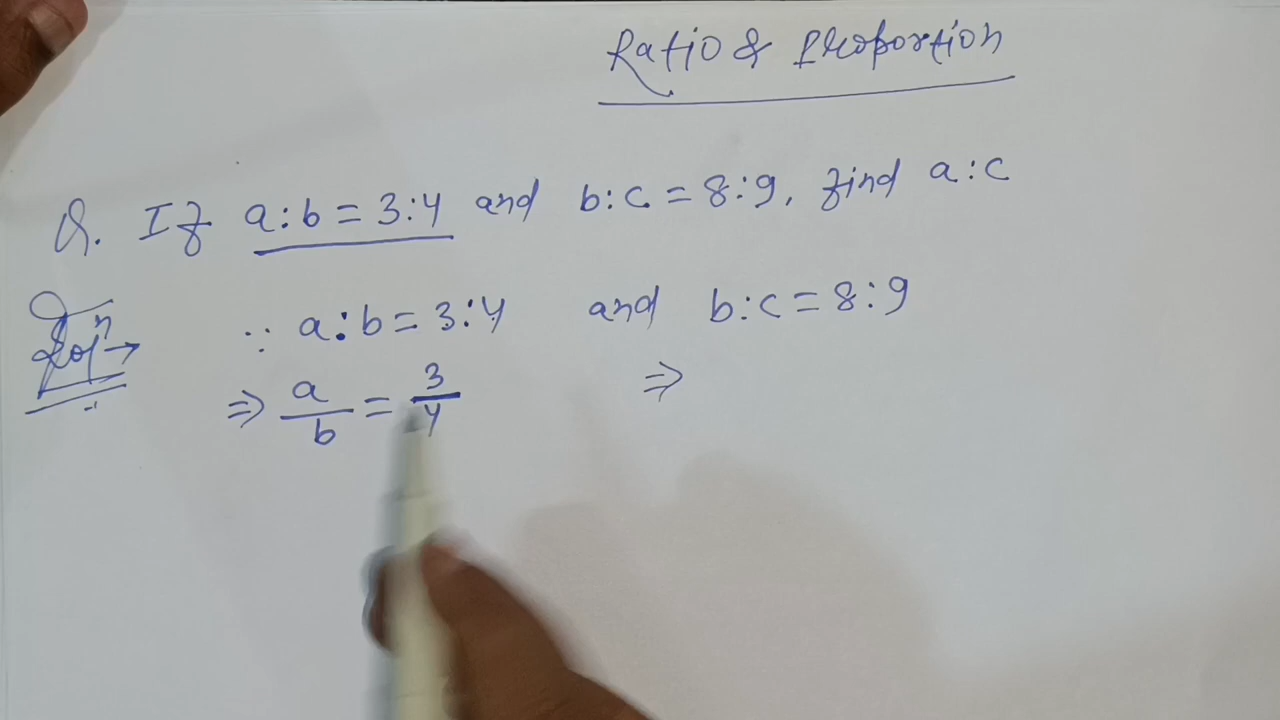 Ratio & Proportion
Q. If a:b = 3:4 and b:c = 8:9, find a:c
Solⁿ→ ∵ a:b = 3:4 and b:c = 8:9
⇒ a/b = 3/4 ⇒